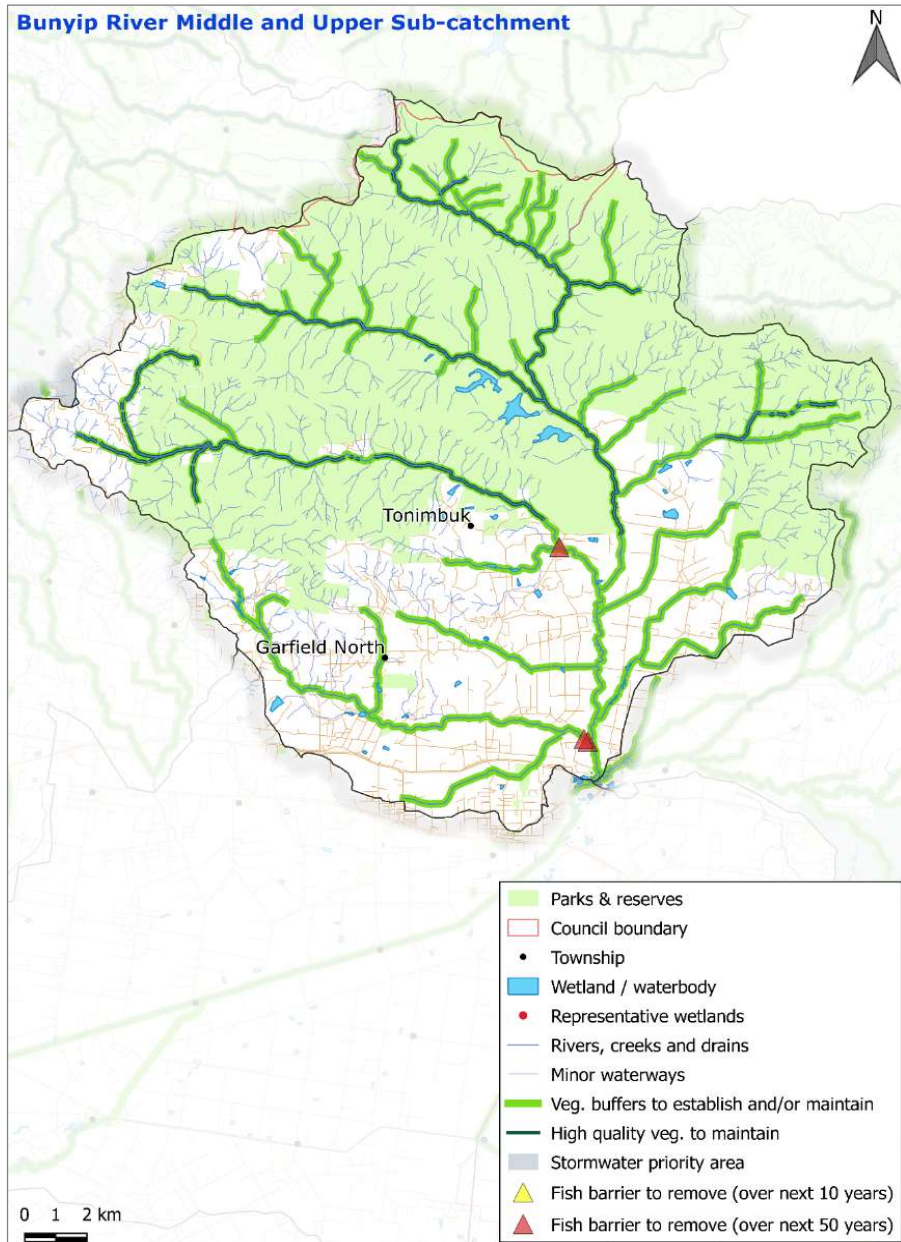 Bunyip River Middle and Upper Sub-catchment
N
Tonimbuk
Garfield North
Parks & reserves
Council boundary
Township
Wetland / waterbody
Representative wetlands
Rivers, creeks and drains
Minor waterways
Veg. buffers to establish and/or maintain
High quality veg. to maintain
Stormwater priority area
Fish barrier to remove (over next 10 years)
Fish barrier to remove (over next 50 years)
0 1 2 km